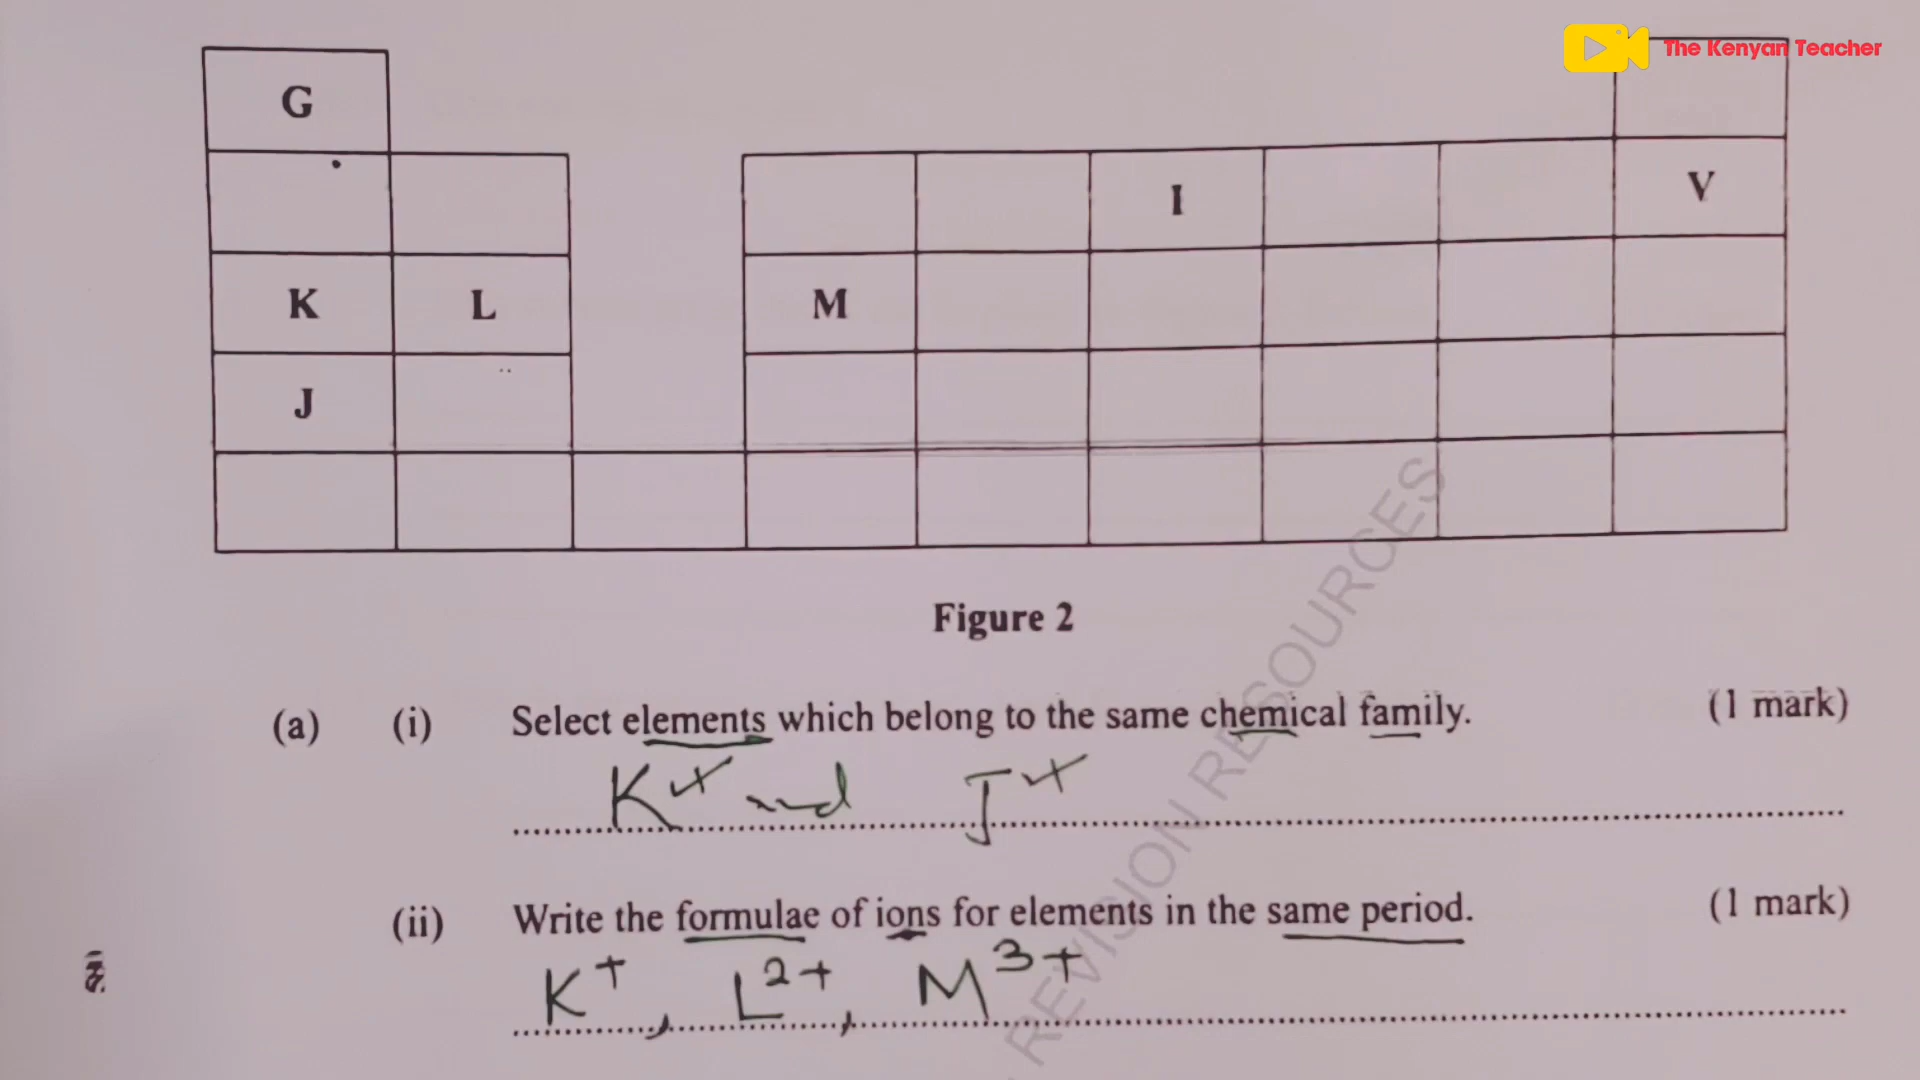 The Kenyan Teacher
G
I V
K L M
J
Figure 2
(a) (i) Select elements which belong to the same chemical family. (1 mark)
K and J
(ii) Write the formulae of ions for elements in the same period. (1 mark)
K⁺, L²⁺, M³⁺
REVISION RESOURCES